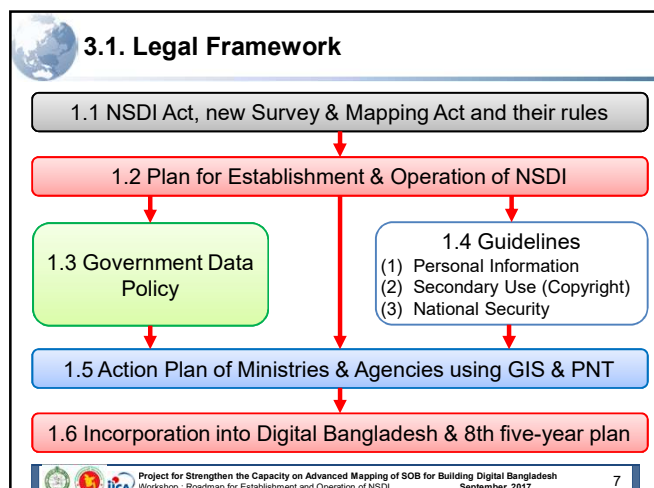 3.1. Legal Framework
1.1 NSDI Act, new Survey & Mapping Act and their rules
1.2 Plan for Establishment & Operation of NSDI
1.3 Government Data
Policy
1.4 Guidelines
(1) Personal Information
(2) Secondary Use (Copyright)
(3) National Security
1.5 Action Plan of Ministries & Agencies using GIS & PNT
1.6 Incorporation into Digital Bangladesh & 8th five-year plan
jica
Project for Strengthen the Capacity on Advanced Mapping of SOB for Building Digital Bangladesh
Workshop : Roadmap for Establishment and Operation of NSDI September, 2017
7